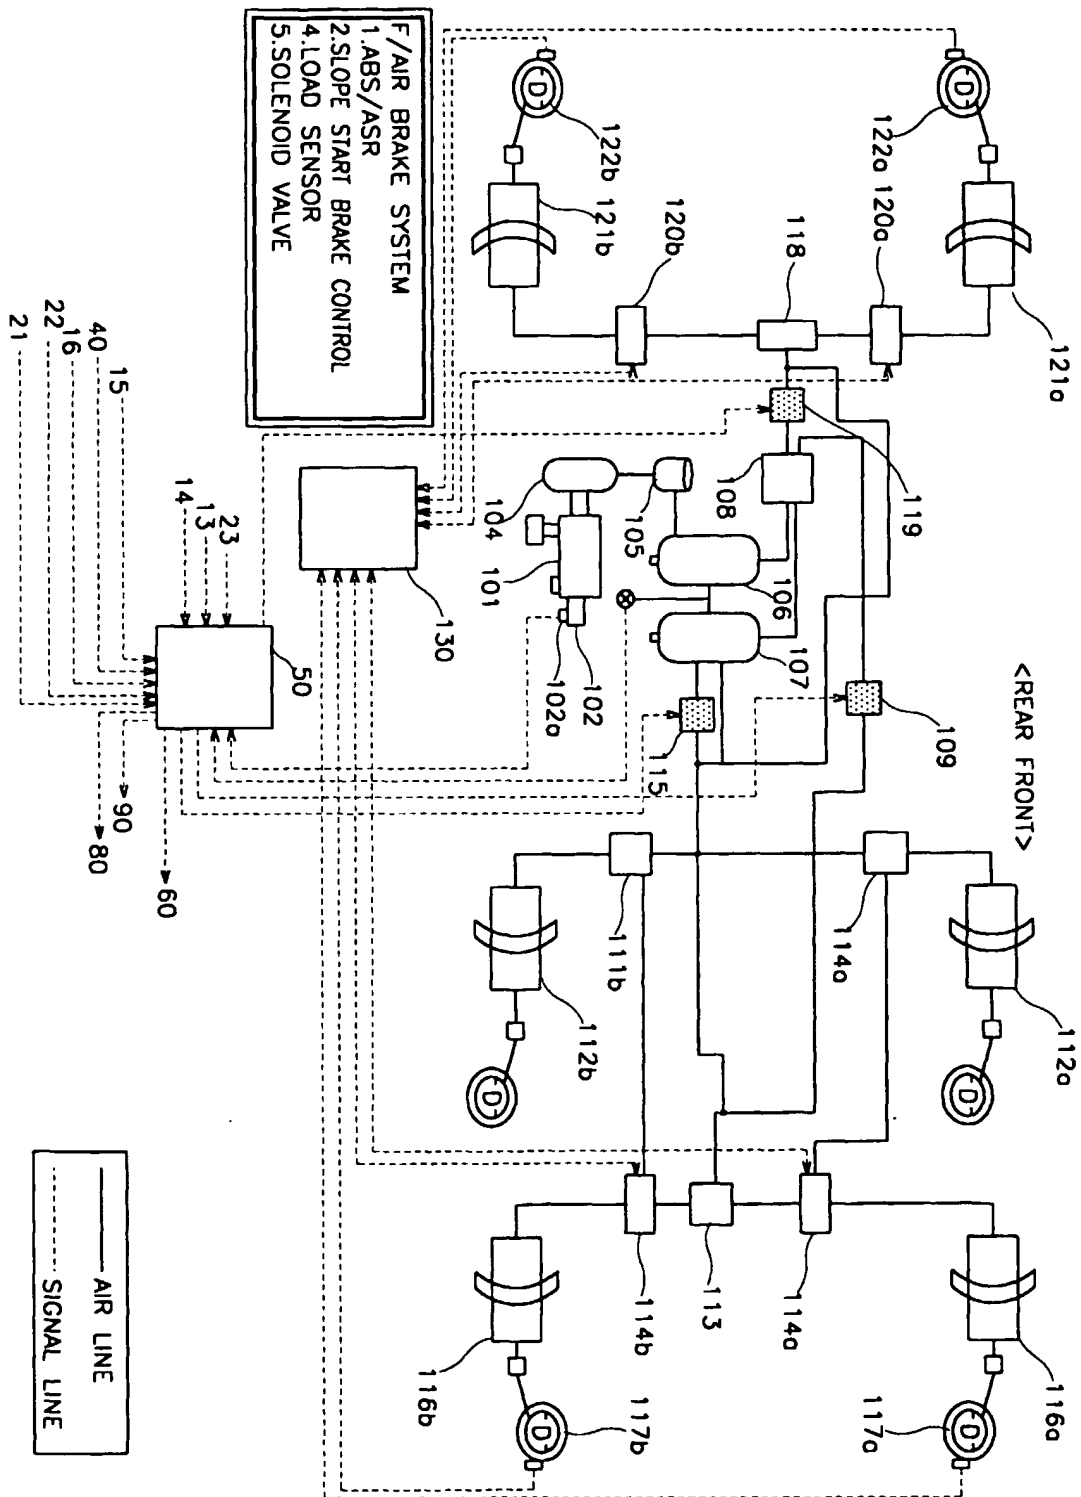 F/AIR BRAKE SYSTEM
1.ABS/ASR
2.SLOPE START BRAKE CONTROL
4.LOAD SENSOR
5.SOLENOID VALVE
<REAR FRONT>
122a
120a
121a
122b
121b
120b
118
119
108
104
105
106
101
102
102a
107
130
109
115
15
40
16
22
21
14
13
23
50
90
80
60
111b
114a
112b
112a
114b
113
114a
116b
117b
117a
116a
AIR LINE
SIGNAL LINE
D
D
D
D
D
D